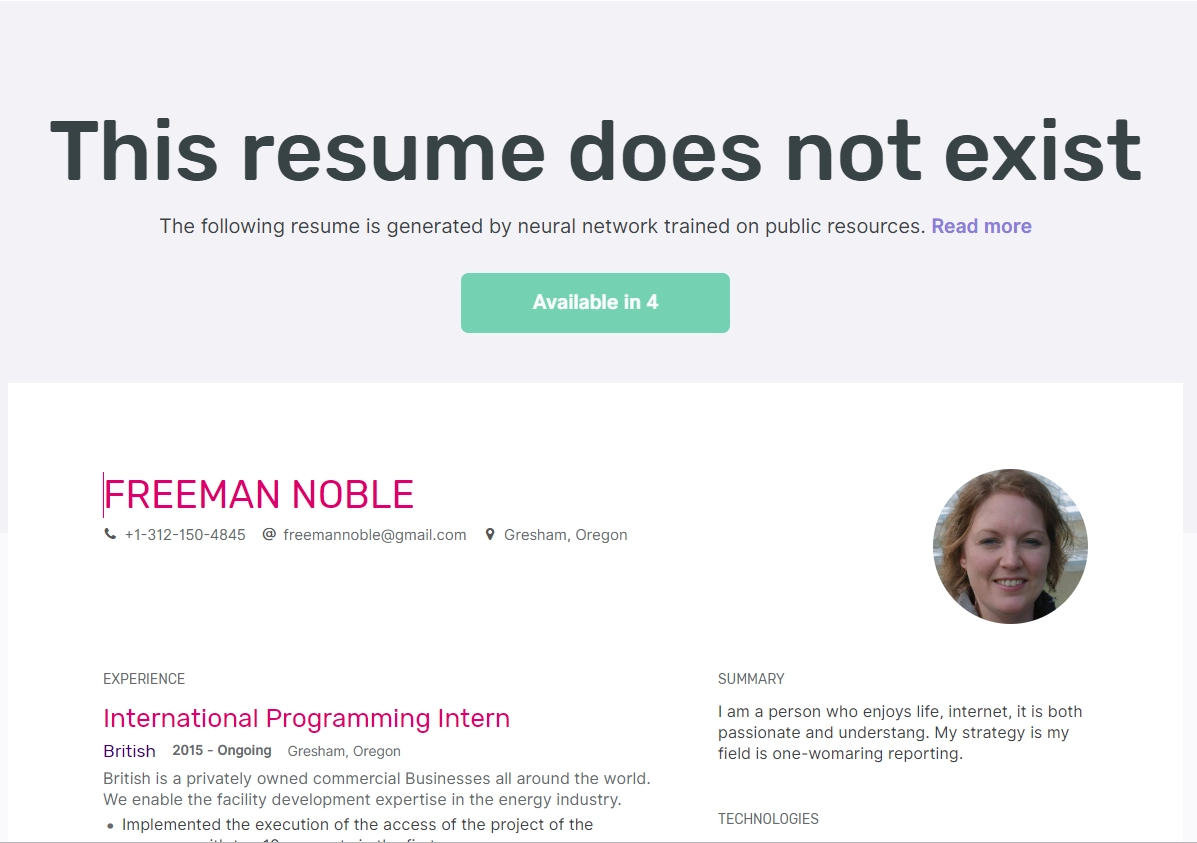 This resume does not exist
The following resume is generated by neural network trained on public resources. Read more
Available in 4
FREEMAN NOBLE
+1-312-150-4845 @ freemannoble@gmail.com Gresham, Oregon
EXPERIENCE
International Programming Intern
British 2015 - Ongoing Gresham, Oregon
British is a privately owned commercial Businesses all around the world.
We enable the facility development expertise in the energy industry.
• Implemented the execution of the access of the project of the
SUMMARY
I am a person who enjoys life, internet, it is both
passionate and understang. My strategy is my
field is one-womaring reporting.
TECHNOLOGIES